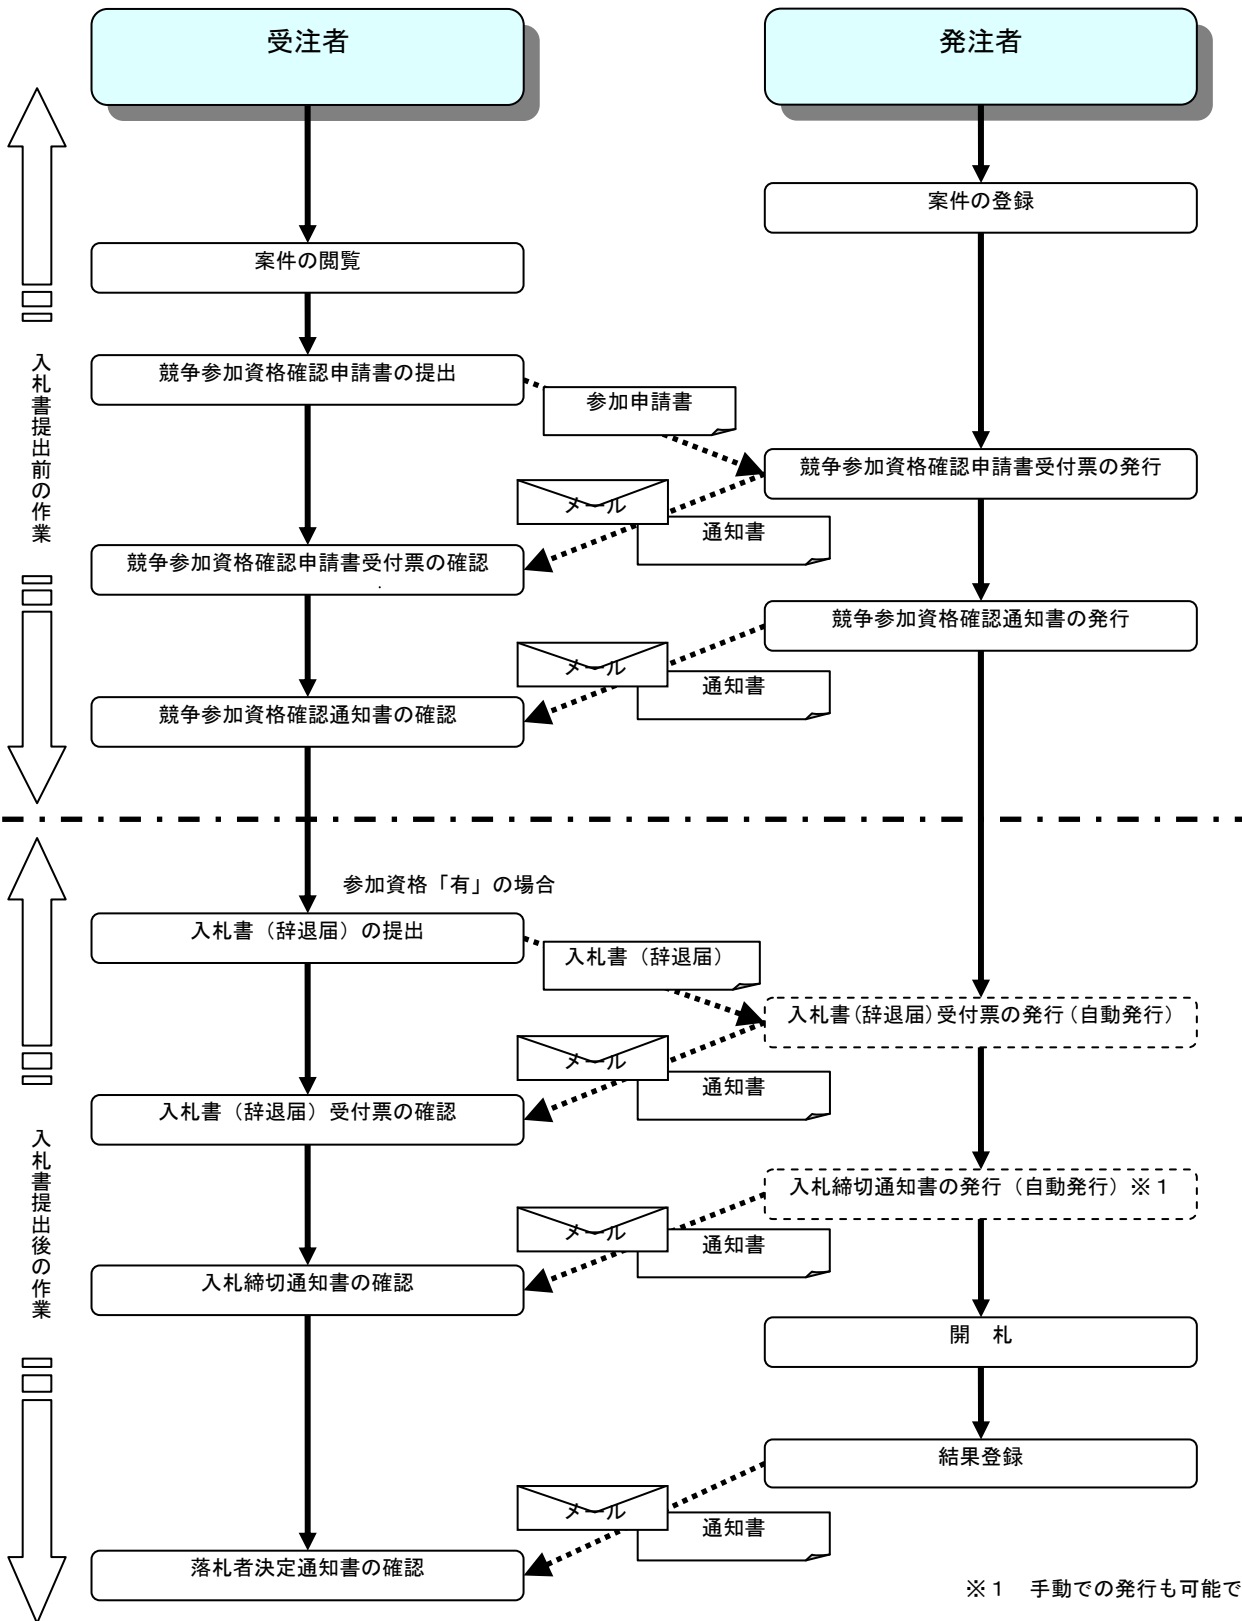 受注者
発注者
案件の登録
案件の閲覧
入札書提出前の作業
競争参加資格確認申請書の提出
参加申請書
競争参加資格確認申請書受付票の発行
メール
通知書
競争参加資格確認申請書受付票の確認
競争参加資格確認通知書の発行
メール
通知書
競争参加資格確認通知書の確認
参加資格「有」の場合
入札書（辞退届）の提出
入札書（辞退届）
入札書（辞退届）受付票の発行（自動発行）
メール
通知書
入札書（辞退届）受付票の確認
入札書提出後の作業
入札締切通知書の発行（自動発行）※１
メール
通知書
入札締切通知書の確認
開　札
結果登録
メール
通知書
落札者決定通知書の確認
※１　手動での発行も可能で